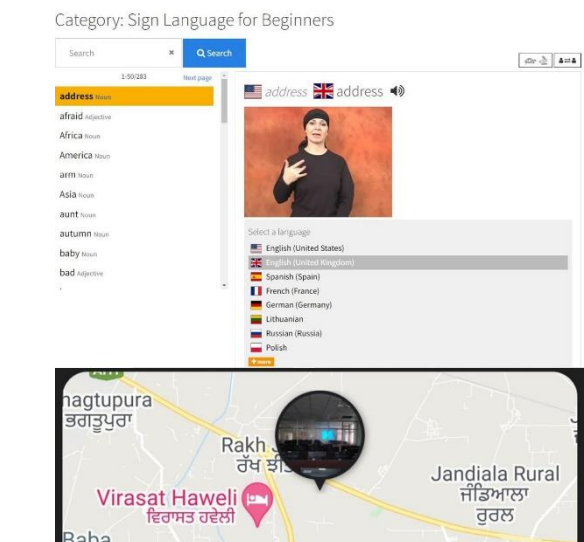 Category: Sign Language for Beginners
Search × Search
1-50/283 Next page
address Noun
afraid Adjective
Africa Noun
America Noun
arm Noun
Asia Noun
aunt Noun
autumn Noun
baby Noun
bad Adjective
address address
Select a language
English (United States)
English (United Kingdom)
Spanish (Spain)
French (France)
German (Germany)
Lithuanian
Russian (Russia)
Polish
+ more
hagtupura
ਭਗਤੂਪੁਰਾ
Rakh
ਰੱਖ
Jandiala Rural
ਜੰਡਿਆਲਾ
ਰੂਰਲ
Virasat Haweli
ਵਿਰਾਸਤ ਹਵੇਲੀ
Baba